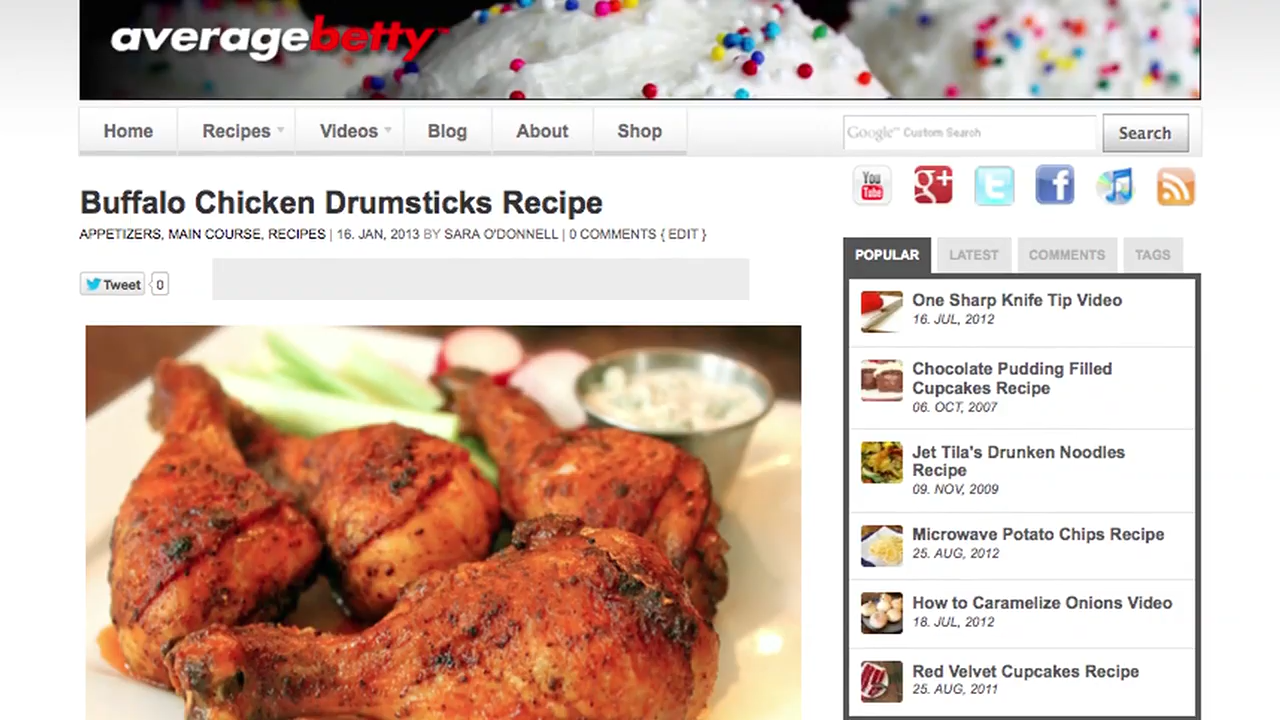 averagebetty
Home Recipes Videos Blog About Shop
Google™ Custom Search
Search
You
Tube
g+
t
f
Buffalo Chicken Drumsticks Recipe
APPETIZERS, MAIN COURSE, RECIPES | 16. JAN, 2013 BY SARA O'DONNELL | 0 COMMENTS { EDIT }
Tweet 0
POPULAR LATEST COMMENTS TAGS
One Sharp Knife Tip Video
16. JUL, 2012
Chocolate Pudding Filled
Cupcakes Recipe
06. OCT, 2007
Jet Tila's Drunken Noodles
Recipe
09. NOV, 2009
Microwave Potato Chips Recipe
25. AUG, 2012
How to Caramelize Onions Video
18. JUL, 2012
Red Velvet Cupcakes Recipe
25. AUG, 2011